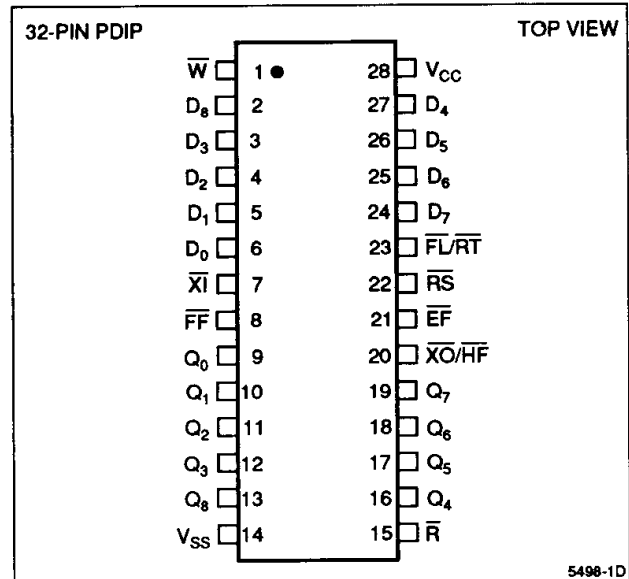 32-PIN PDIP TOP VIEW
W̅ 1 28 V_CC
D₈ 2 27 D₄
D₃ 3 26 D₅
D₂ 4 25 D₆
D₁ 5 24 D₇
D₀ 6 23 F̅L̅/R̅T̅
X̅I̅ 7 22 R̅S̅
F̅F̅ 8 21 E̅F̅
Q₀ 9 20 X̅O̅/H̅F̅
Q₁ 10 19 Q₇
Q₂ 11 18 Q₆
Q₃ 12 17 Q₅
Q₈ 13 16 Q₄
V_SS 14 15 R̅
5498-1D